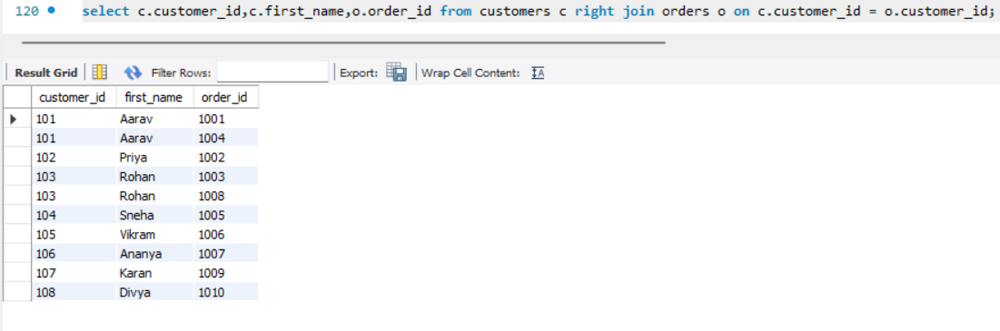 120 select c.customer_id,c.first_name,o.order_id from customers c right join orders o on c.customer_id = o.customer_id;
Result Grid Filter Rows: Export: Wrap Cell Content: IA
customer_id first_name order_id
101 Aarav 1001
101 Aarav 1004
102 Priya 1002
103 Rohan 1003
103 Rohan 1008
104 Sneha 1005
105 Vikram 1006
106 Ananya 1007
107 Karan 1009
108 Divya 1010